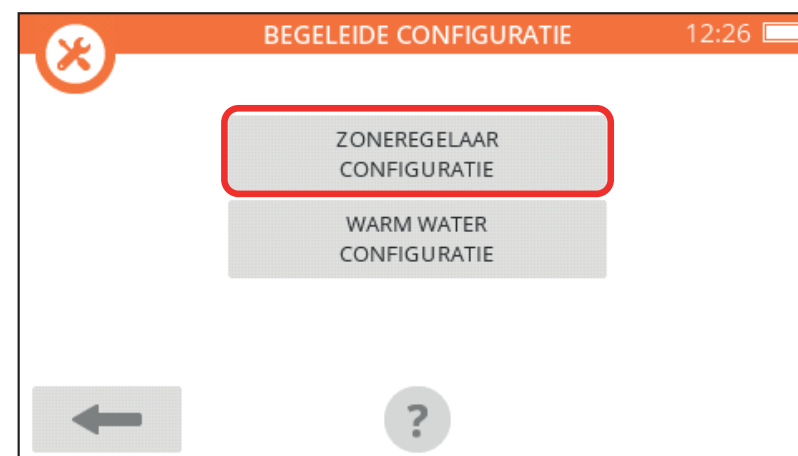 BEGELEIDE CONFIGURATIE 12:26
ZONEREGELAAR
CONFIGURATIE
WARM WATER
CONFIGURATIE
?